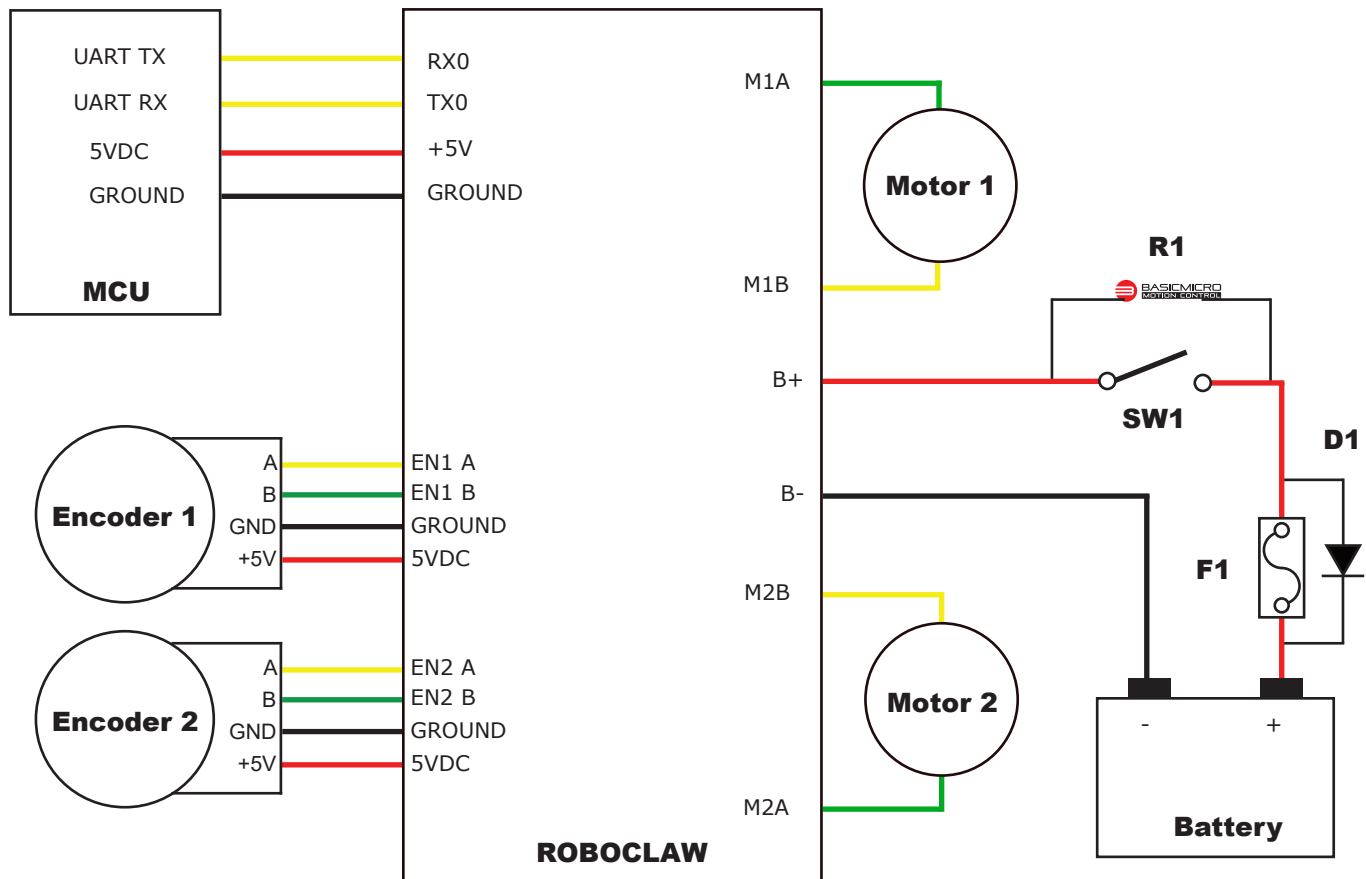 UART TX
UART RX
5VDC
GROUND
MCU
RX0
TX0
+5V
GROUND
M1A
Motor 1
M1B
R1
BASICMICRO
MOTION CONTROL
B+
SW1
D1
B-
F1
Encoder 1
A
B
GND
+5V
EN1 A
EN1 B
GROUND
5VDC
Encoder 2
A
B
GND
+5V
EN2 A
EN2 B
GROUND
5VDC
M2B
Motor 2
M2A
- +
Battery
ROBOCLAW